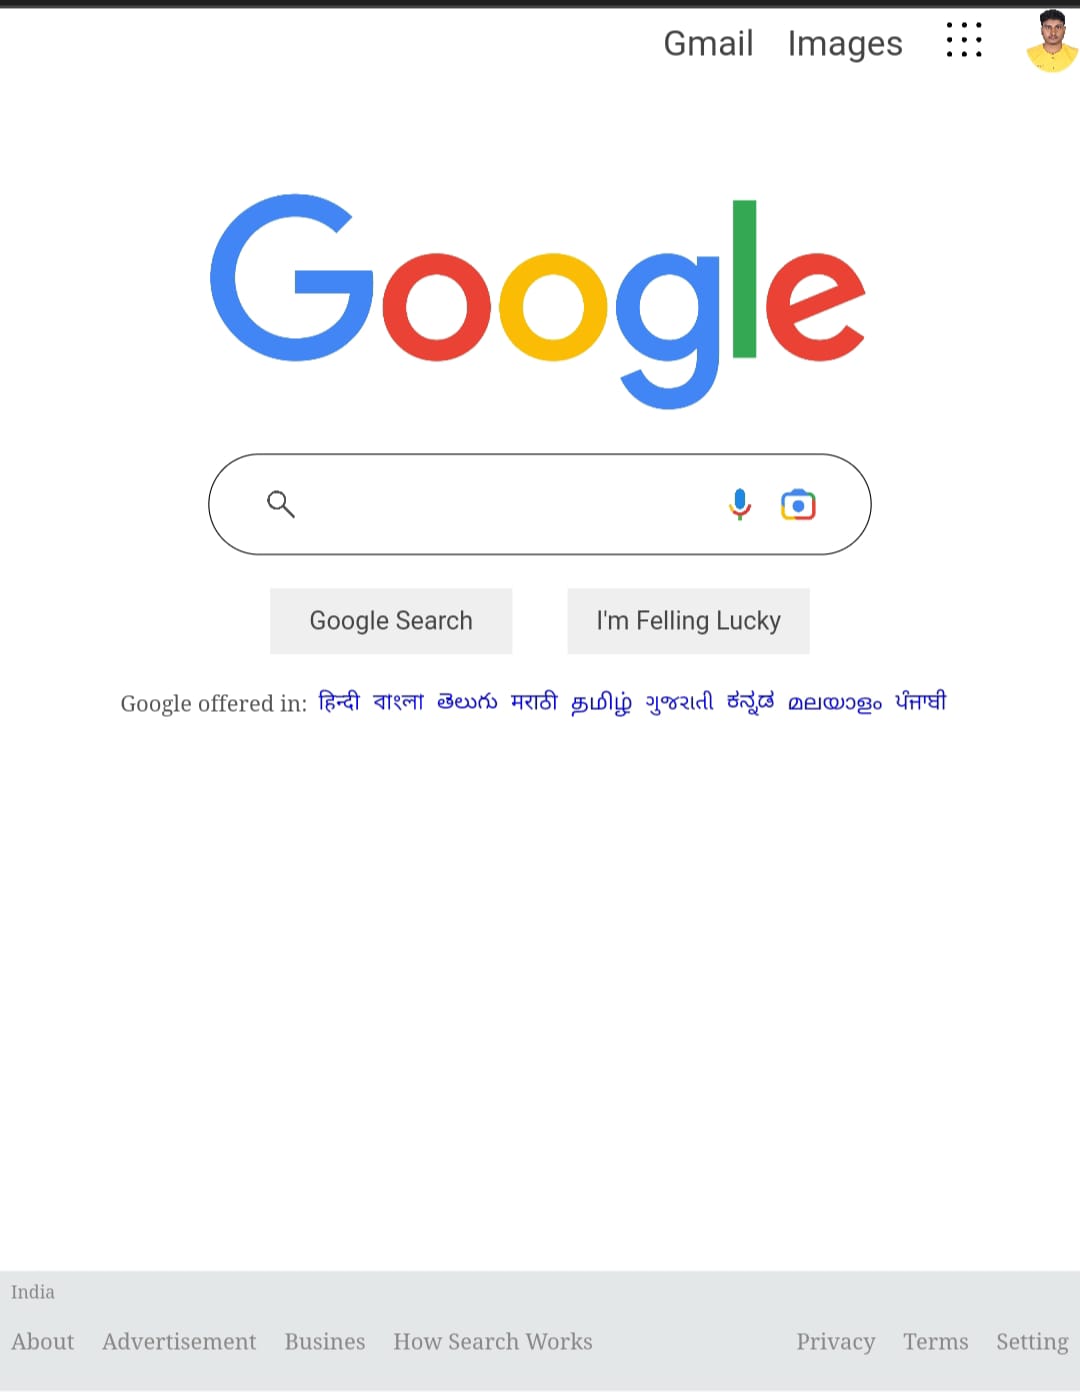 Gmail Images
Google
Google Search I'm Felling Lucky
Google offered in: हिन्दी বাংলা తెలుగు मराठी தமிழ் ગુજરાતી ಕನ್ನಡ മലയാളം ਪੰਜਾਬੀ
India
About Advertisement Busines How Search Works Privacy Terms Setting